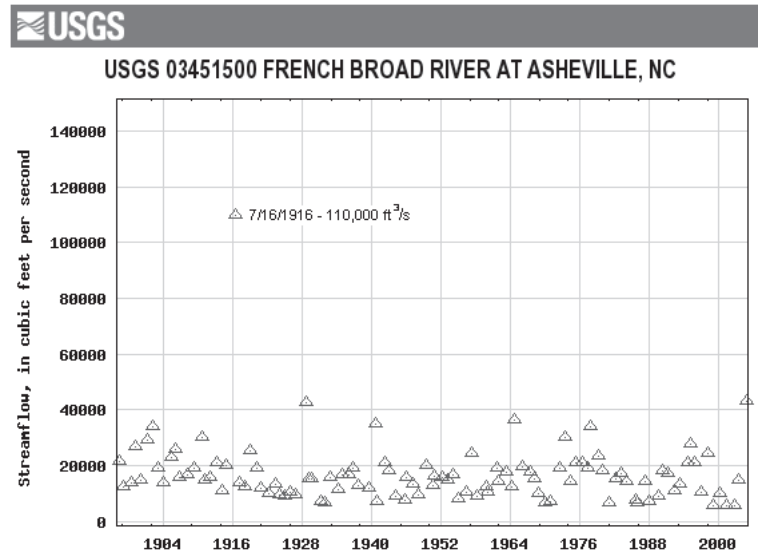 USGS
USGS 03451500 FRENCH BROAD RIVER AT ASHEVILLE, NC
Streamflow, in cubic feet per second
140000
120000
7/16/1916 - 110,000 ft³/s
100000
80000
60000
40000
20000
0
1904 1916 1928 1940 1952 1964 1976 1988 2000